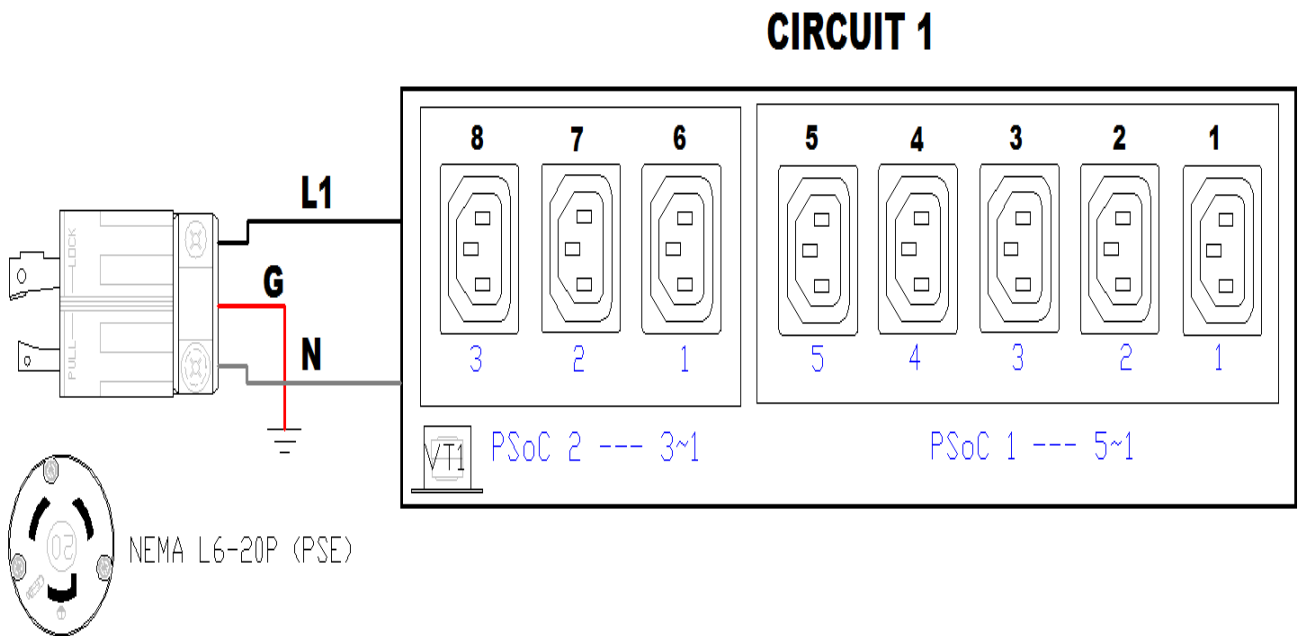 CIRCUIT 1
8 7 6 5 4 3 2 1
L1
G
N
LOCK
PULL
3 2 1 5 4 3 2 1
VT1
PSoC 2 --- 3~1
PSoC 1 --- 5~1
20
NEMA L6-20P (PSE)